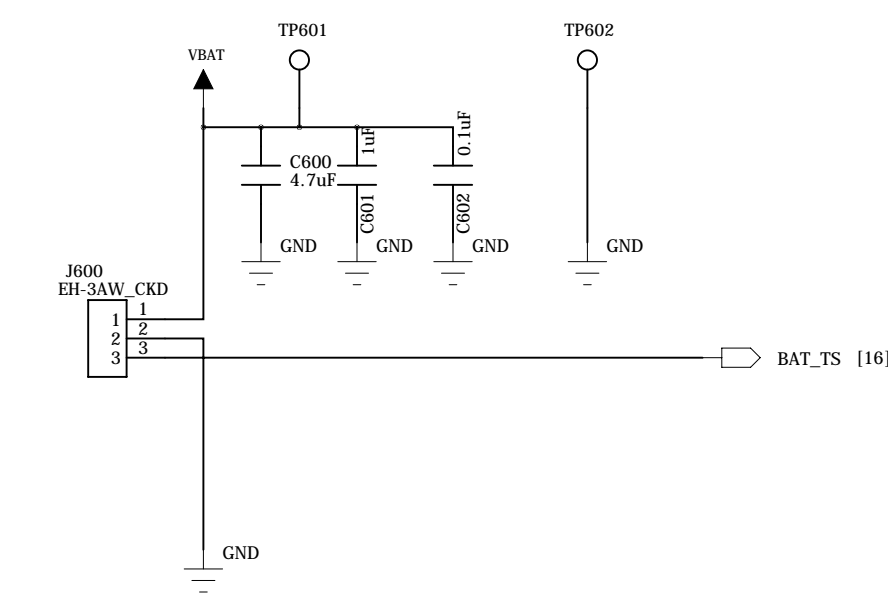 TP601
TP602
VBAT
1uF
0.1uF
C600
4.7uF
C601
C602
GND
GND
GND
GND
J600
EH-3AW_CKD
1
1
2
2
3
3
BAT_TS [16]
GND